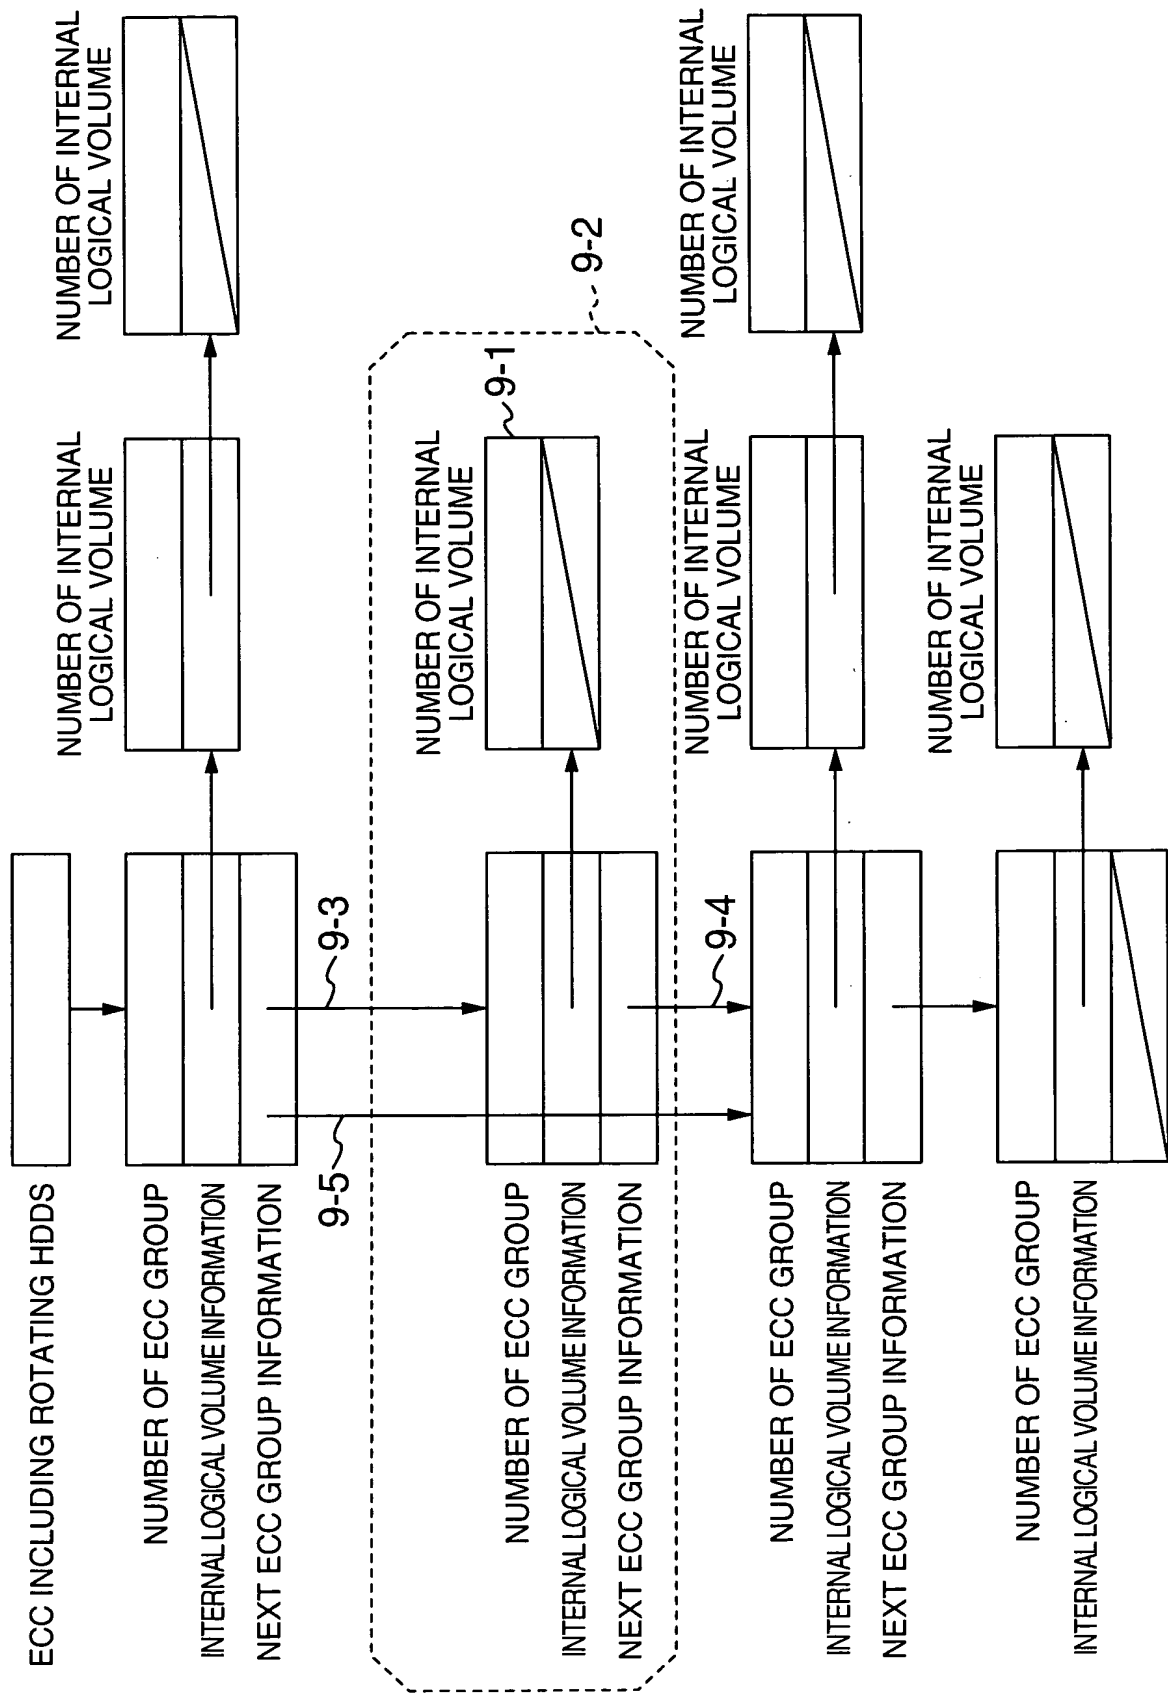 ECC INCLUDING ROTATING HDDS
NUMBER OF ECC GROUP
INTERNAL LOGICAL VOLUME INFORMATION
NEXT ECC GROUP INFORMATION
NUMBER OF INTERNAL
LOGICAL VOLUME
NUMBER OF INTERNAL
LOGICAL VOLUME
9-3
9-5
9-2
NUMBER OF ECC GROUP
INTERNAL LOGICAL VOLUME INFORMATION
NEXT ECC GROUP INFORMATION
NUMBER OF INTERNAL
LOGICAL VOLUME
9-1
9-4
NUMBER OF ECC GROUP
INTERNAL LOGICAL VOLUME INFORMATION
NEXT ECC GROUP INFORMATION
NUMBER OF INTERNAL
LOGICAL VOLUME
NUMBER OF INTERNAL
LOGICAL VOLUME
NUMBER OF ECC GROUP
INTERNAL LOGICAL VOLUME INFORMATION
NUMBER OF INTERNAL
LOGICAL VOLUME